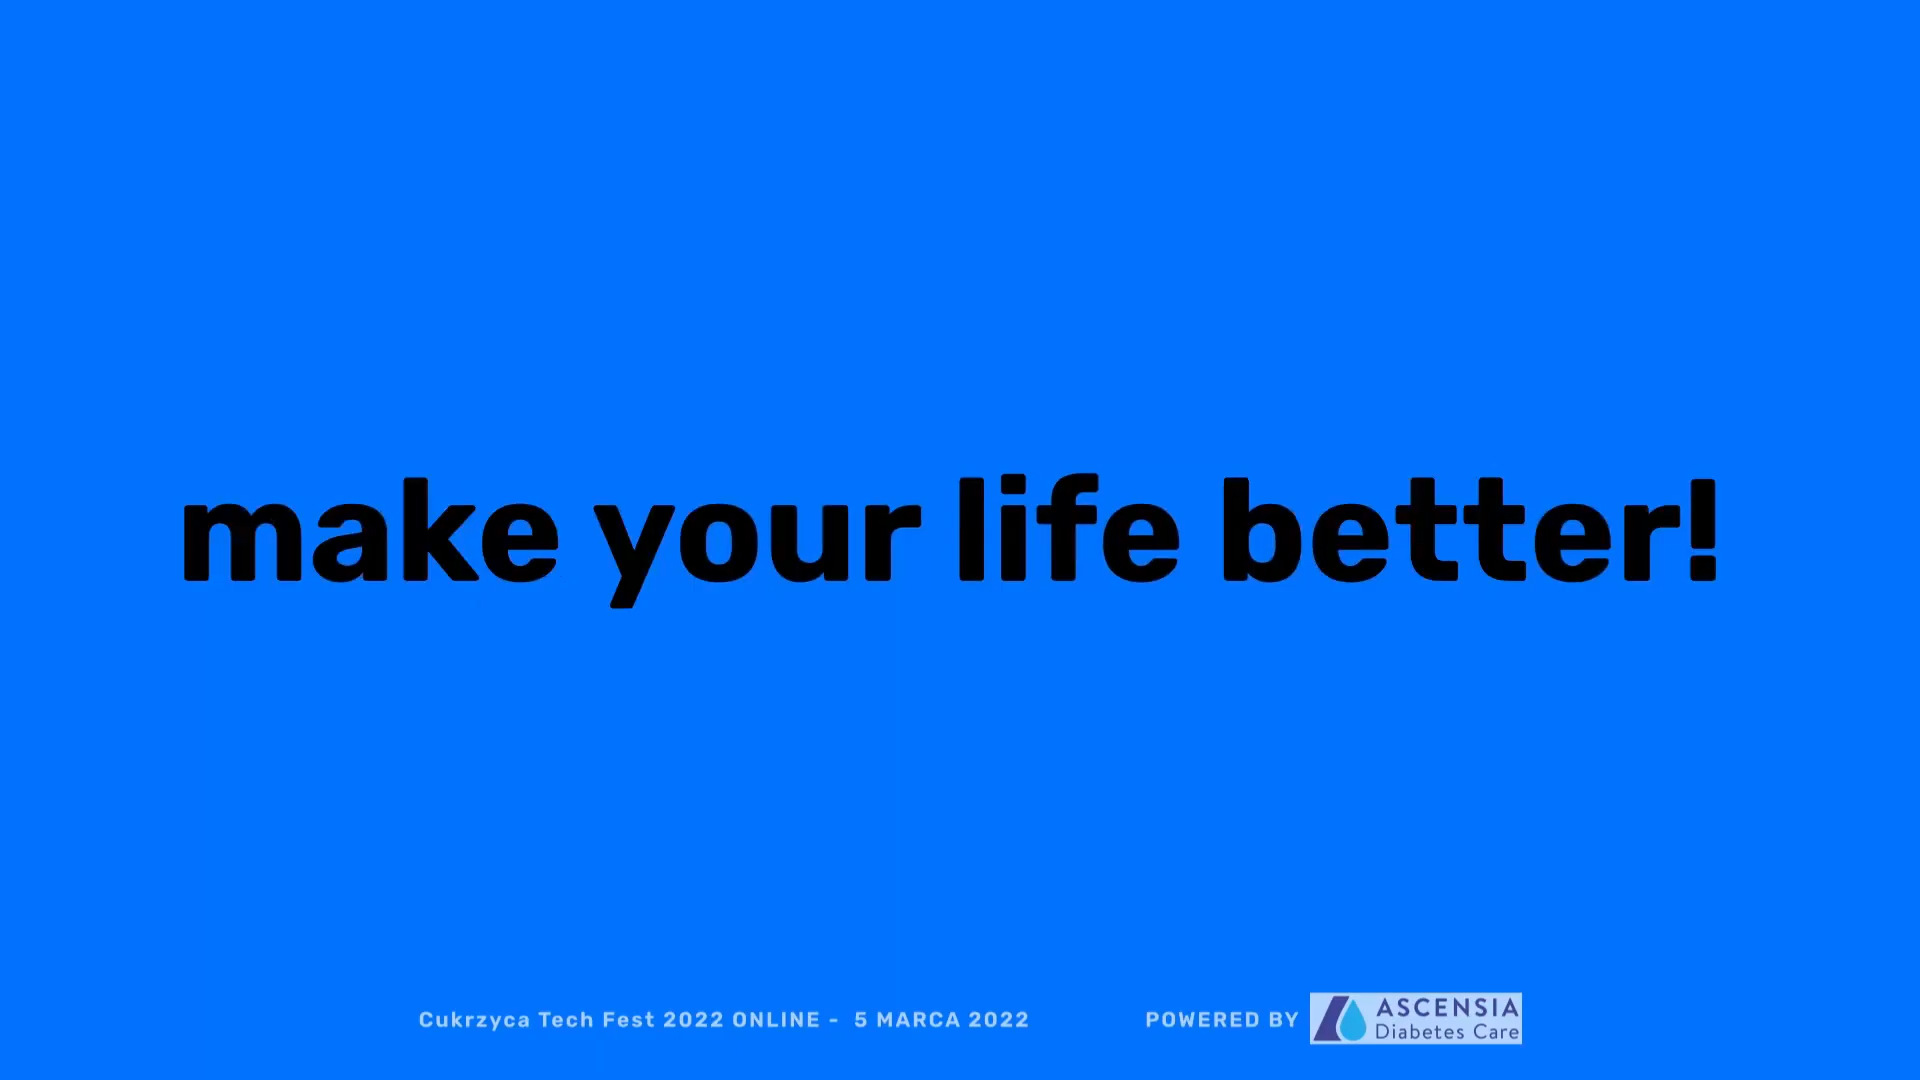 make your life better!
Cukrzyca Tech Fest 2022 ONLINE - 5 MARCA 2022
POWERED BY
ASCENSIA
Diabetes Care